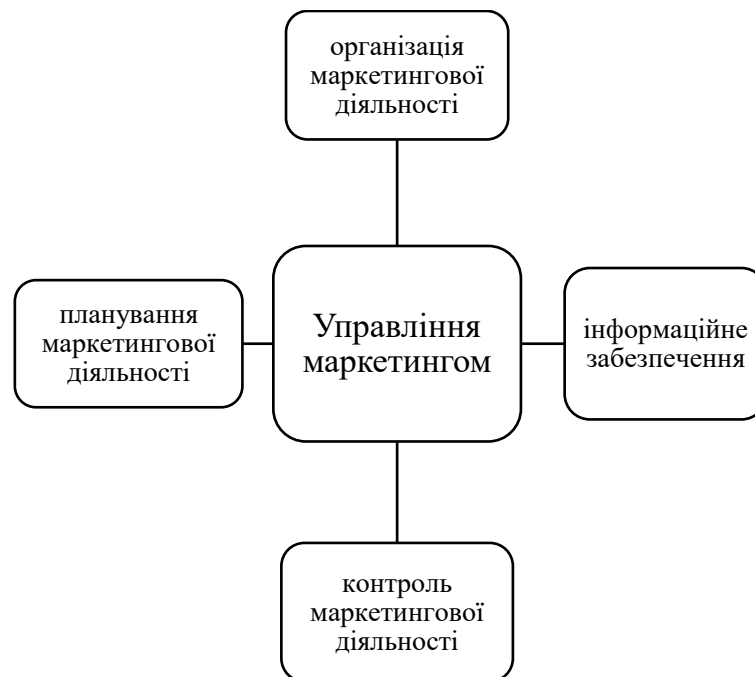 організація
маркетингової
діяльності
планування
маркетингової
діяльності
Управління
маркетингом
інформаційне
забезпечення
контроль
маркетингової
діяльності